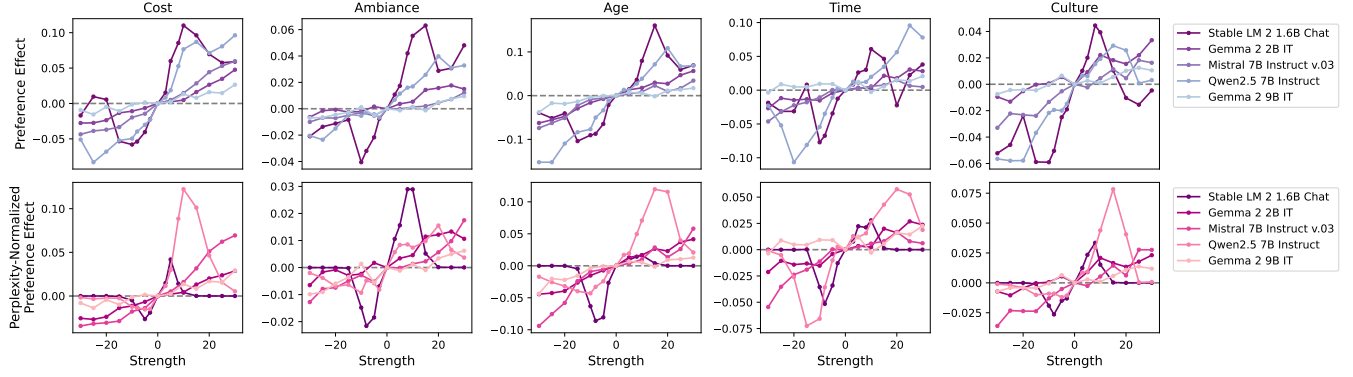 Cost
Ambiance
Age
Time
Culture
Preference Effect
0.10
0.05
0.00
−0.05
0.06
0.04
0.02
0.00
−0.02
−0.04
0.1
0.0
−0.1
0.10
0.05
0.00
−0.05
−0.10
0.04
0.02
0.00
−0.02
−0.04
−0.06
Stable LM 2 1.6B Chat
Gemma 2 2B IT
Mistral 7B Instruct v.03
Qwen2.5 7B Instruct
Gemma 2 9B IT
Perplexity-Normalized
Preference Effect
0.10
0.05
0.00
0.03
0.02
0.01
0.00
−0.01
−0.02
0.10
0.05
0.00
−0.05
−0.10
0.050
0.025
0.000
−0.025
−0.050
−0.075
0.075
0.050
0.025
0.000
−0.025
Stable LM 2 1.6B Chat
Gemma 2 2B IT
Mistral 7B Instruct v.03
Qwen2.5 7B Instruct
Gemma 2 9B IT
−20 0 20
−20 0 20
−20 0 20
−20 0 20
−20 0 20
Strength
Strength
Strength
Strength
Strength